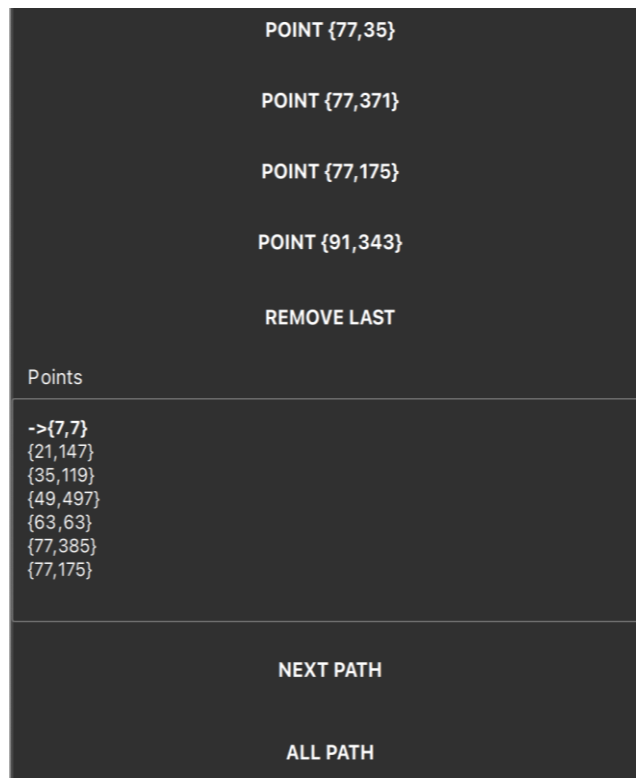 POINT {77,35}
POINT {77,371}
POINT {77,175}
POINT {91,343}
REMOVE LAST
Points
->{7,7}
{21,147}
{35,119}
{49,497}
{63,63}
{77,385}
{77,175}
NEXT PATH
ALL PATH